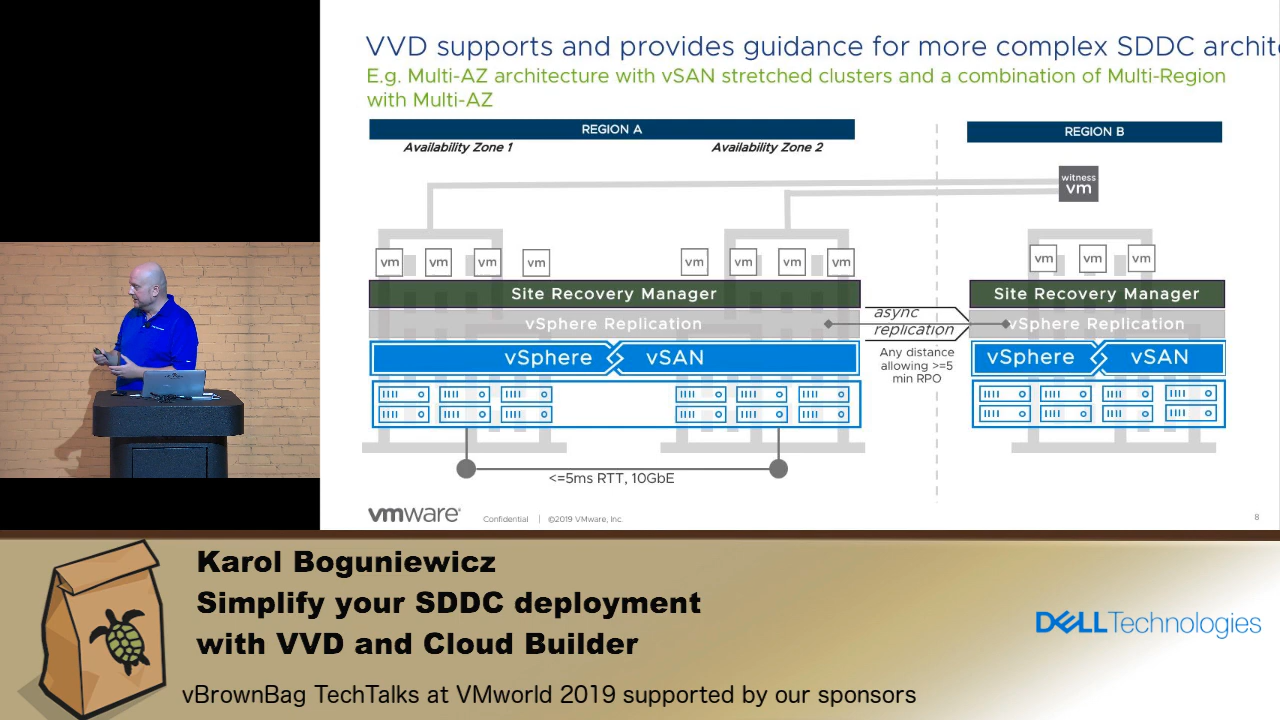 VVD supports and provides guidance for more complex SDDC archit
E.g. Multi-AZ architecture with vSAN stretched clusters and a combination of Multi-Region
with Multi-AZ
REGION A
REGION B
Availability Zone 1
Availability Zone 2
witness
vm
vm vm vm vm vm vm vm vm
vm vm vm
Site Recovery Manager
Site Recovery Manager
vSphere Replication
async
replication
vSphere Replication
vSphere vSAN
Any distance
allowing >=5
min RPO
vSphere vSAN
<=5ms RTT, 10GbE
vmware®
Confidential | ©2019 VMware, Inc.
8
Karol Boguniewicz
Simplify your SDDC deployment
with VVD and Cloud Builder
DELLTechnologies
vBrownBag TechTalks at VMworld 2019 supported by our sponsors